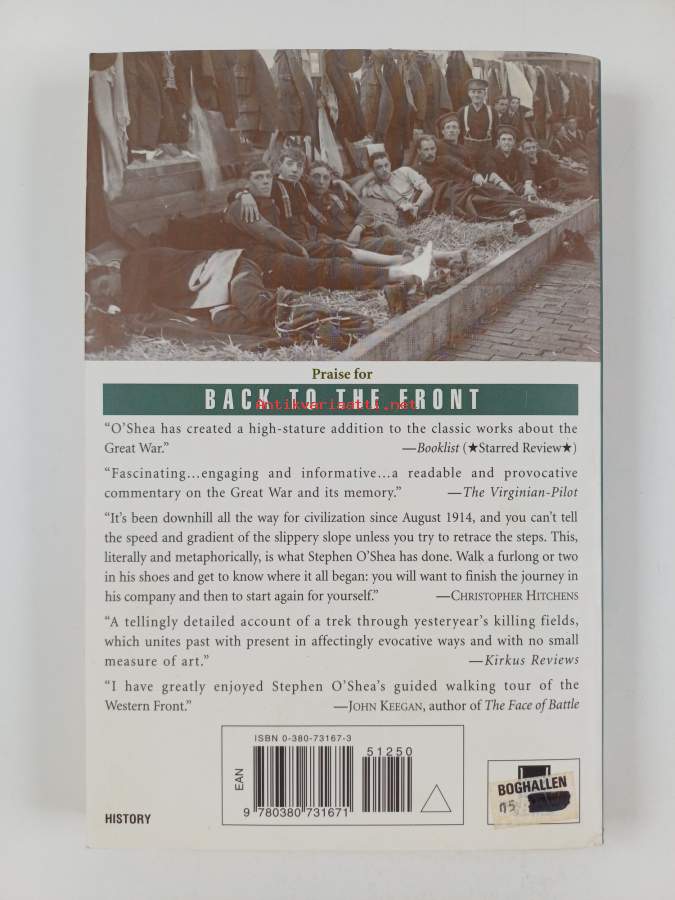 Praise for
BACK TO THE FRONT
Antikvariaatti.net
“O’Shea has created a high-stature addition to the classic works about the
Great War.” —Booklist (★Starred Review★)
“Fascinating…engaging and informative…a readable and provocative
commentary on the Great War and its memory.” —The Virginian-Pilot
“It’s been downhill all the way for civilization since August 1914, and you can’t tell
the speed and gradient of the slippery slope unless you try to retrace the steps. This,
literally and metaphorically, is what Stephen O’Shea has done. Walk a furlong or two
in his shoes and get to know where it all began: you will want to finish the journey in
his company and then to start again for yourself.” —CHRISTOPHER HITCHENS
“A tellingly detailed account of a trek through yesteryear’s killing fields,
which unites past with present in affectingly evocative ways and with no small
measure of art.” —Kirkus Reviews
“I have greatly enjoyed Stephen O’Shea’s guided walking tour of the
Western Front.” —JOHN KEEGAN, author of The Face of Battle
ISBN 0-380-73167-3
51250
EAN
9 780380 731671
BOGHALLEN
HISTORY